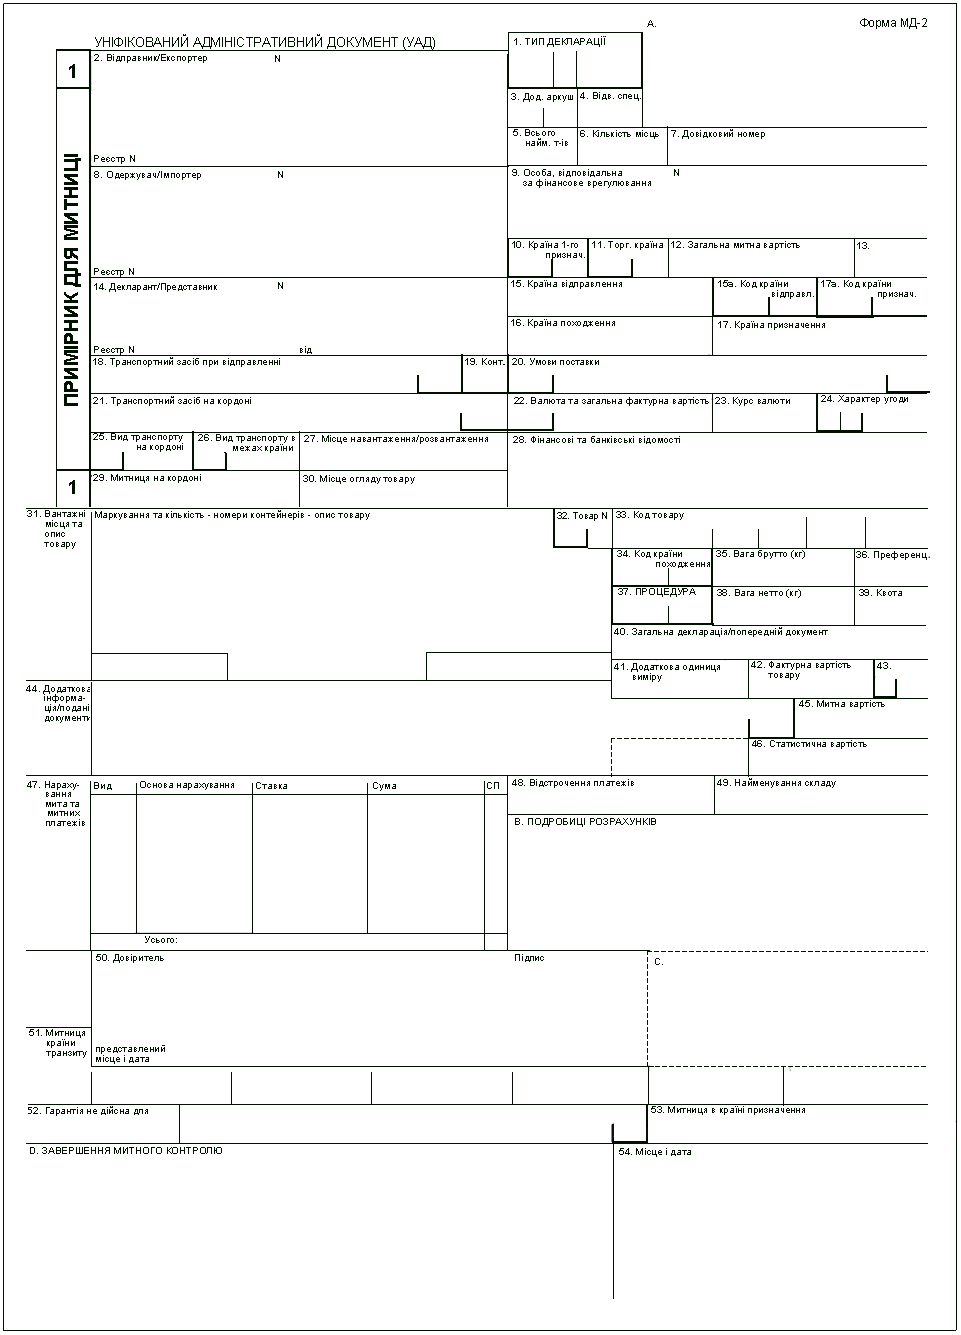 A.
Форма МД-2
УНІФІКОВАНИЙ АДМІНІСТРАТИВНИЙ ДОКУМЕНТ (УАД)
1. ТИП ДЕКЛАРАЦІЇ
1
2. Відправник/Експортер N
3. Дод. аркуш
4. Відв. спец.
5. Всього
найм. т-ів
6. Кількість місць
7. Довідковий номер
Реєстр N
ПРИМІРНИК ДЛЯ МИТНИЦІ
8. Одержувач/Імпортер N
9. Особа, відповідальна N
за фінансове врегулювання
10. Країна 1-го
призначь.
11. Торг. країна
12. Загальна митна вартість
13.
Реєстр N
14. Декларант/Представник N
15. Країна відправлення
15а. Код країни
відправл.
17а. Код країни
признач.
16. Країна походження
17. Країна призначення
Реєстр N від
18. Транспортний засіб при відправленні
19. Конт.
20. Умови поставки
21. Транспортний засіб на кордоні
22. Валюта та загальна фактурна вартість
23. Курс валюти
24. Характер угоди
25. Вид транспорту
на кордоні
26. Вид транспорту в
межах країни
27. Місце навантаження/розвантаження
28. Фінансові та банківські відомості
1
29. Митниця на кордоні
30. Місце огляду товару
31. Вантажні
місця та
опис
товару
Маркування та кількість - номери контейнерів - опис товару
32. Товар N
33. Код товару
34. Код країни
походження
35. Вага брутто (кг)
36. Преференц.
37. ПРОЦЕДУРА
38. Вага нетто (кг)
39. Квота
40. Загальна декларація/попередній документ
41. Додаткова одиниця
виміру
42. Фактурна вартість
товару
43.
44. Додаткова
інформа-
ція/подані
документи
45. Митна вартість
46. Статистична вартість
47. Нараху-
вання
мита та
митних
платежів
Вид
Основа нарахування
Ставка
Сума
СП
48. Відстрочення платежів
49. Найменування складу
B. ПОДРОБИЦІ РОЗРАХУНКІВ
Усього:
50. Довіритель
Підпис
C.
51. Митниця
країни
транзиту
представлений
місце і дата
52. Гарантія не дійсна для
53. Митниця в країні призначення
D. ЗАВЕРШЕННЯ МИТНОГО КОНТРОЛЮ
54. Місце і дата